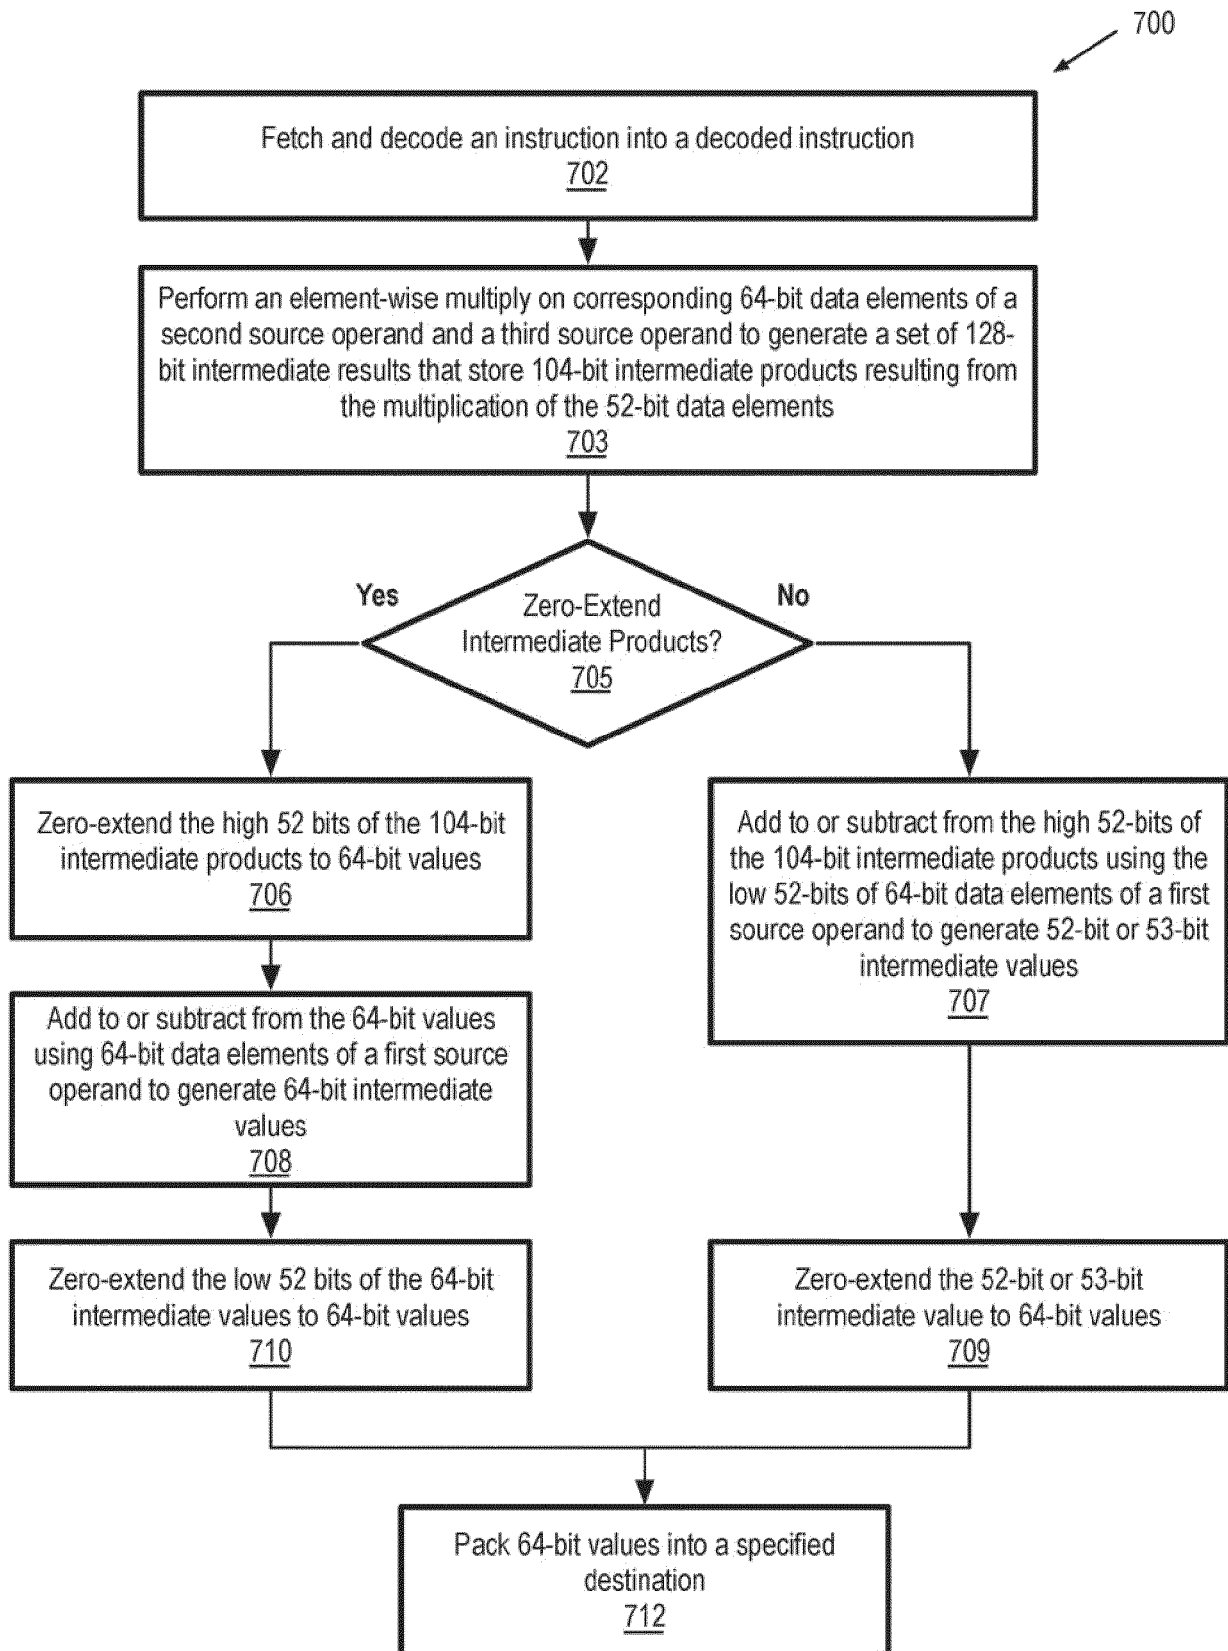 700
Fetch and decode an instruction into a decoded instruction
702
Perform an element-wise multiply on corresponding 64-bit data elements of a
second source operand and a third source operand to generate a set of 128-
bit intermediate results that store 104-bit intermediate products resulting from
the multiplication of the 52-bit data elements
703
Yes
No
Zero-Extend
Intermediate Products?
705
Zero-extend the high 52 bits of the 104-bit
intermediate products to 64-bit values
706
Add to or subtract from the high 52-bits of
the 104-bit intermediate products using the
low 52-bits of 64-bit data elements of a first
source operand to generate 52-bit or 53-bit
intermediate values
707
Add to or subtract from the 64-bit values
using 64-bit data elements of a first source
operand to generate 64-bit intermediate
values
708
Zero-extend the low 52 bits of the 64-bit
intermediate values to 64-bit values
710
Zero-extend the 52-bit or 53-bit
intermediate value to 64-bit values
709
Pack 64-bit values into a specified
destination
712